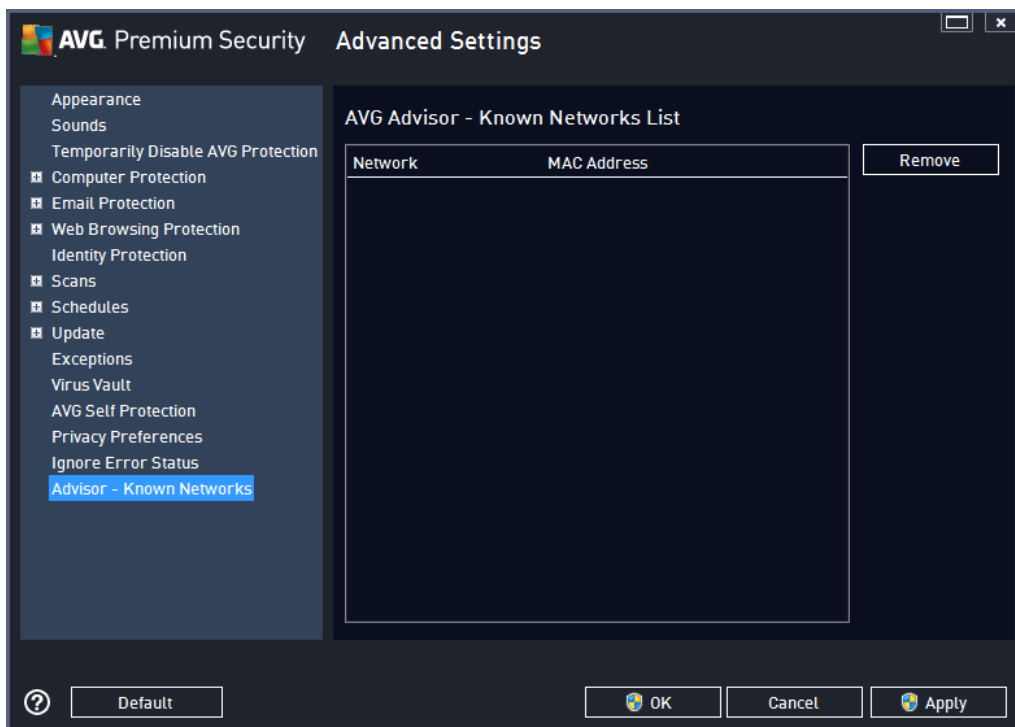 AVG. Premium Security Advanced Settings
Appearance
Sounds
Temporarily Disable AVG Protection
Computer Protection
Email Protection
Web Browsing Protection
Identity Protection
Scans
Schedules
Update
Exceptions
Virus Vault
AVG Self Protection
Privacy Preferences
Ignore Error Status
Advisor - Known Networks
AVG Advisor - Known Networks List
Network MAC Address
Remove
? Default OK Cancel Apply